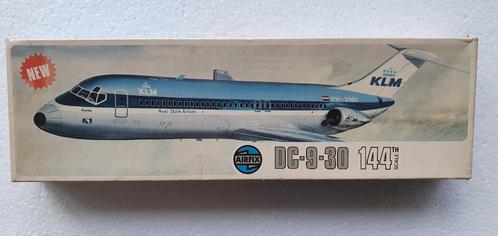 NEW
KLM
KLM
Royal Dutch Airlines
AIRFIX
DC-9-30
144TH
SCALE